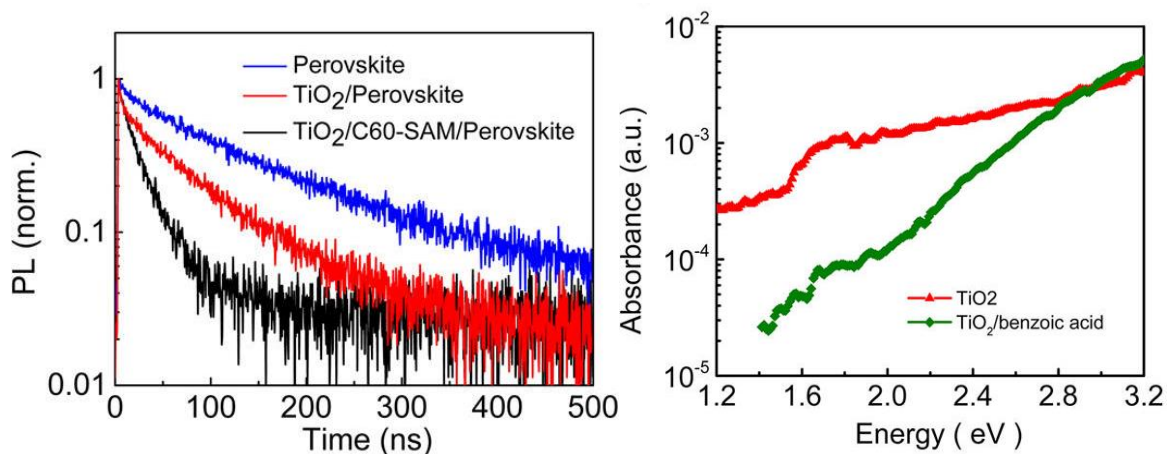 PL (norm.)
1
0.1
0.01
Perovskite
TiO2/Perovskite
TiO2/C60-SAM/Perovskite
0 100 200 300 400 500
Time (ns)
Absorbance (a.u.)
10-2
10-3
10-4
10-5
TiO2
TiO2/benzoic acid
1.2 1.6 2.0 2.4 2.8 3.2
Energy ( eV )